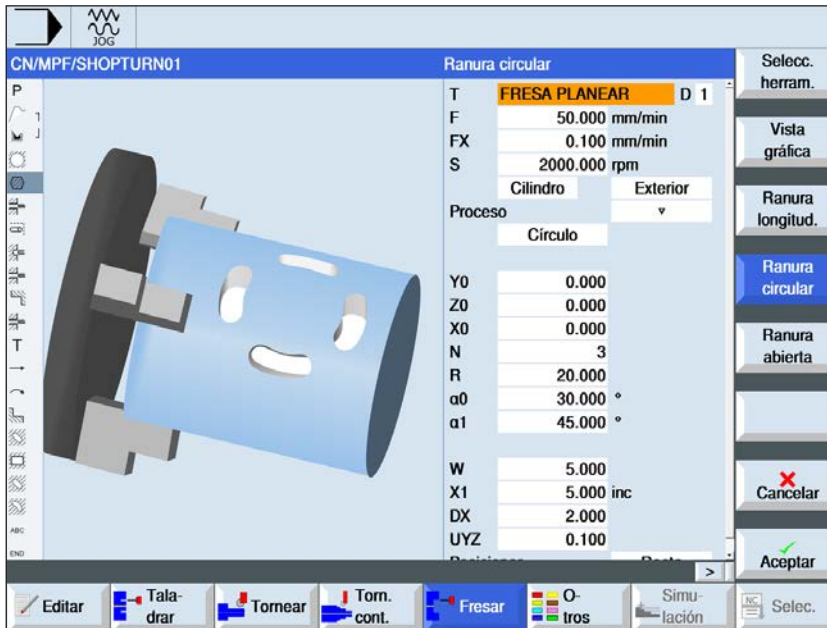 JOG
CN/MPF/SHOPTURN01
Ranura circular
P
T
ABC
END
T FRESA PLANEAR D 1
F 50.000 mm/min
FX 0.100 mm/min
S 2000.000 rpm
Cilindro Exterior
Proceso ▿
Círculo
Y0 0.000
Z0 0.000
X0 0.000
N 3
R 20.000
α0 30.000 °
α1 45.000 °
W 5.000
X1 5.000 inc
DX 2.000
UYZ 0.100
>
Selecc.
herram.
Vista
gráfica
Ranura
longitud.
Ranura
circular
Ranura
abierta
Cancelar
Aceptar
Editar
Tala-
drar
Tornear
Torn.
cont.
Fresar
O-
tros
Simu-
lación
NC
Selec.